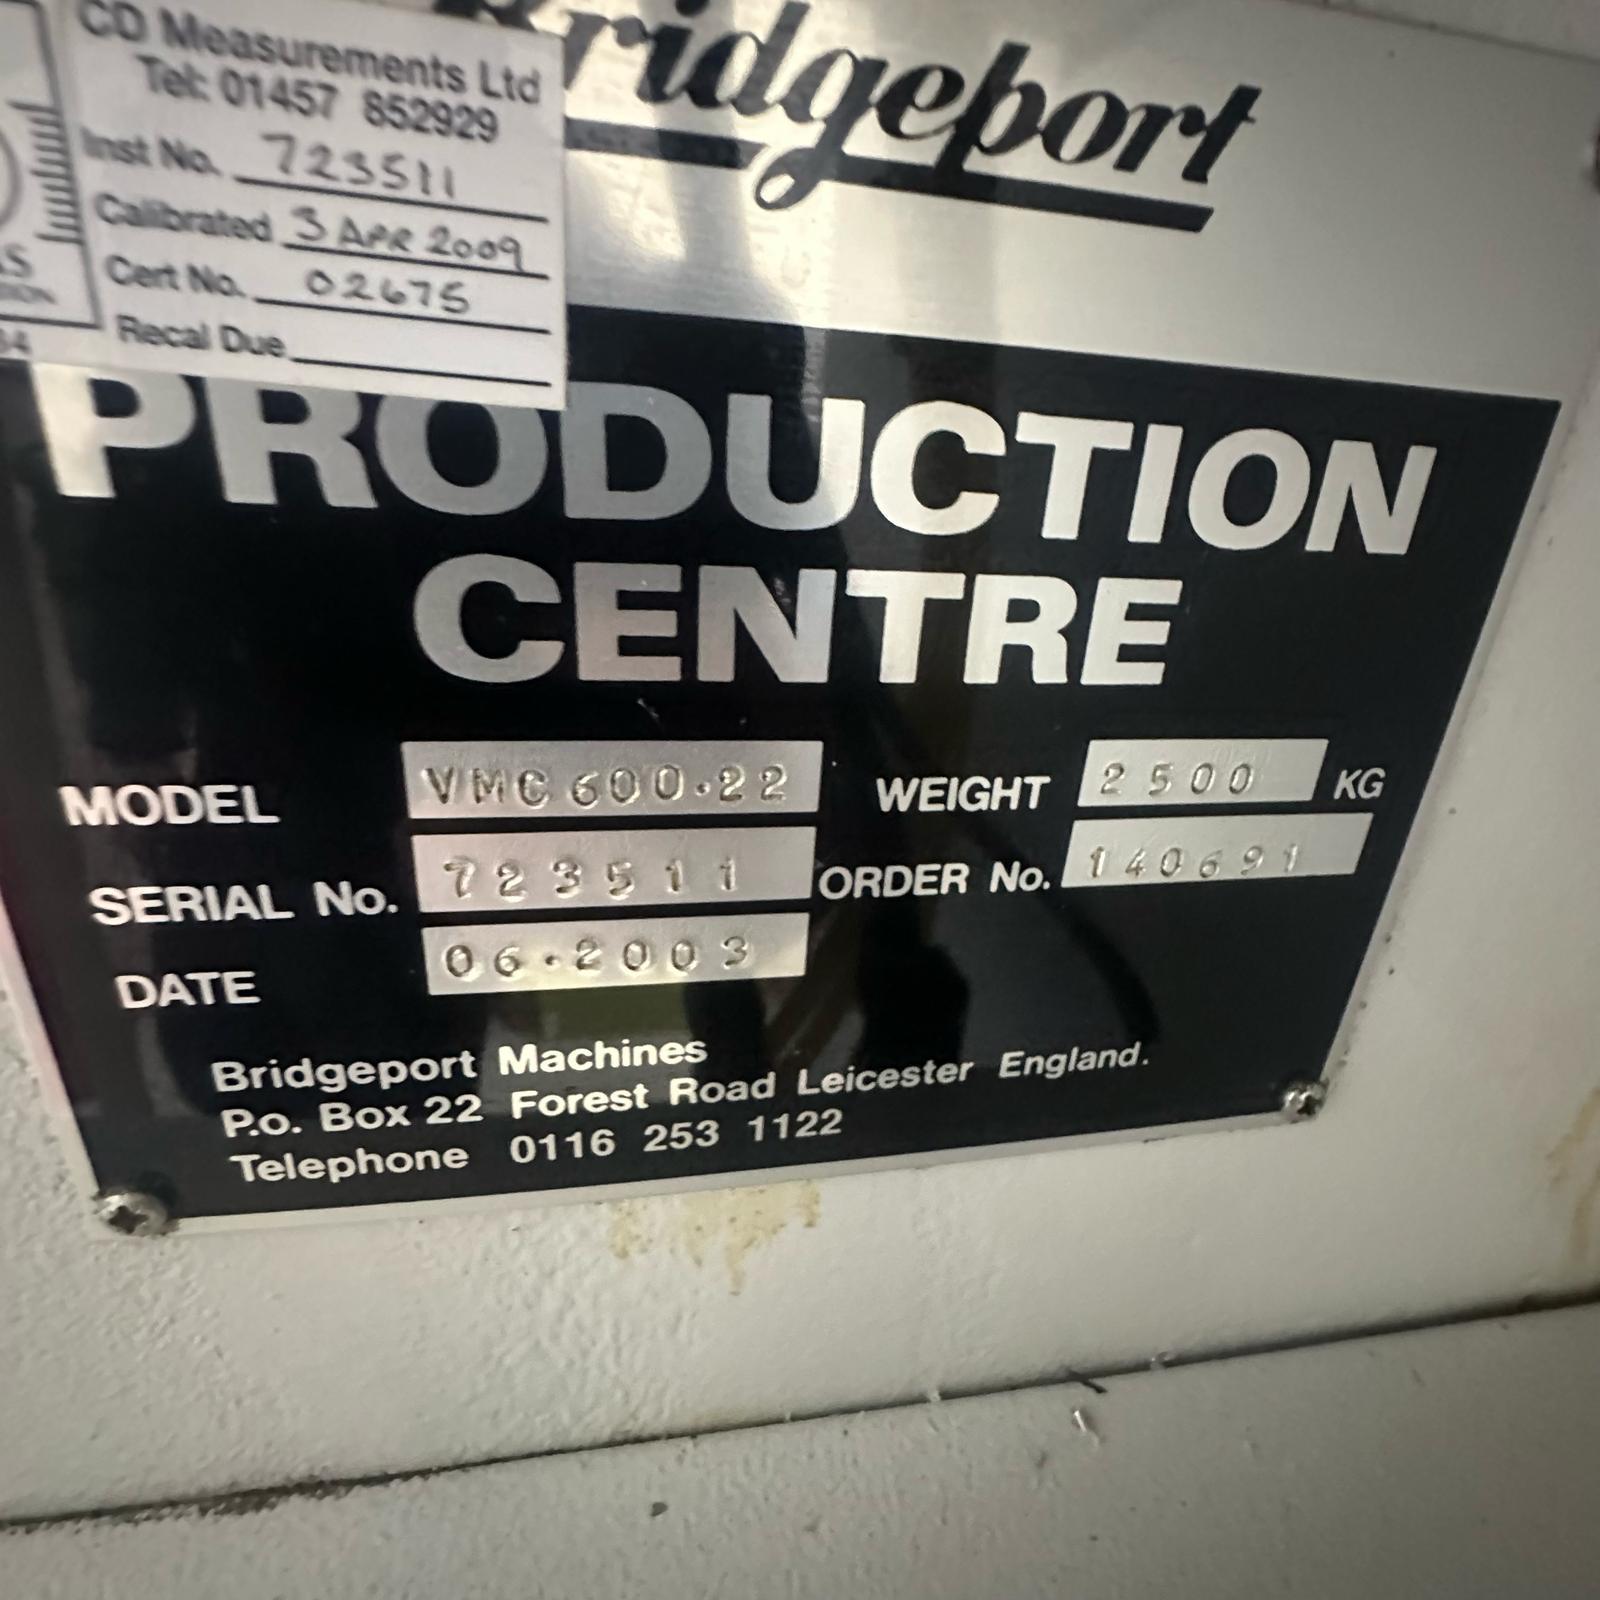 CD Measurements Ltd
Tel: 01457 852929
Inst No. 723511
Calibrated 3 APR 2009
Cert No. 02675
Recal Due
Bridgeport
PRODUCTION
CENTRE
MODEL VMC600.22 WEIGHT 2500 KG
SERIAL No. 723511 ORDER No. 140691
DATE 06.2003
Bridgeport Machines
P.o. Box 22 Forest Road Leicester England.
Telephone 0116 253 1122